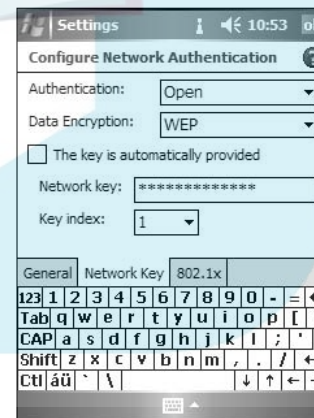 Settings 10:53 ok
Configure Network Authentication ?
Authentication: Open
Data Encryption: WEP
The key is automatically provided
Network key: *************
Key index: 1
General Network Key 802.1x
123 1 2 3 4 5 6 7 8 9 0 - =
Tab q w e r t y u i o p [
CAP a s d f g h j k l ; '
Shift z x c v b n m , . /
Ctl áü ` \ ↓ ↑ ←